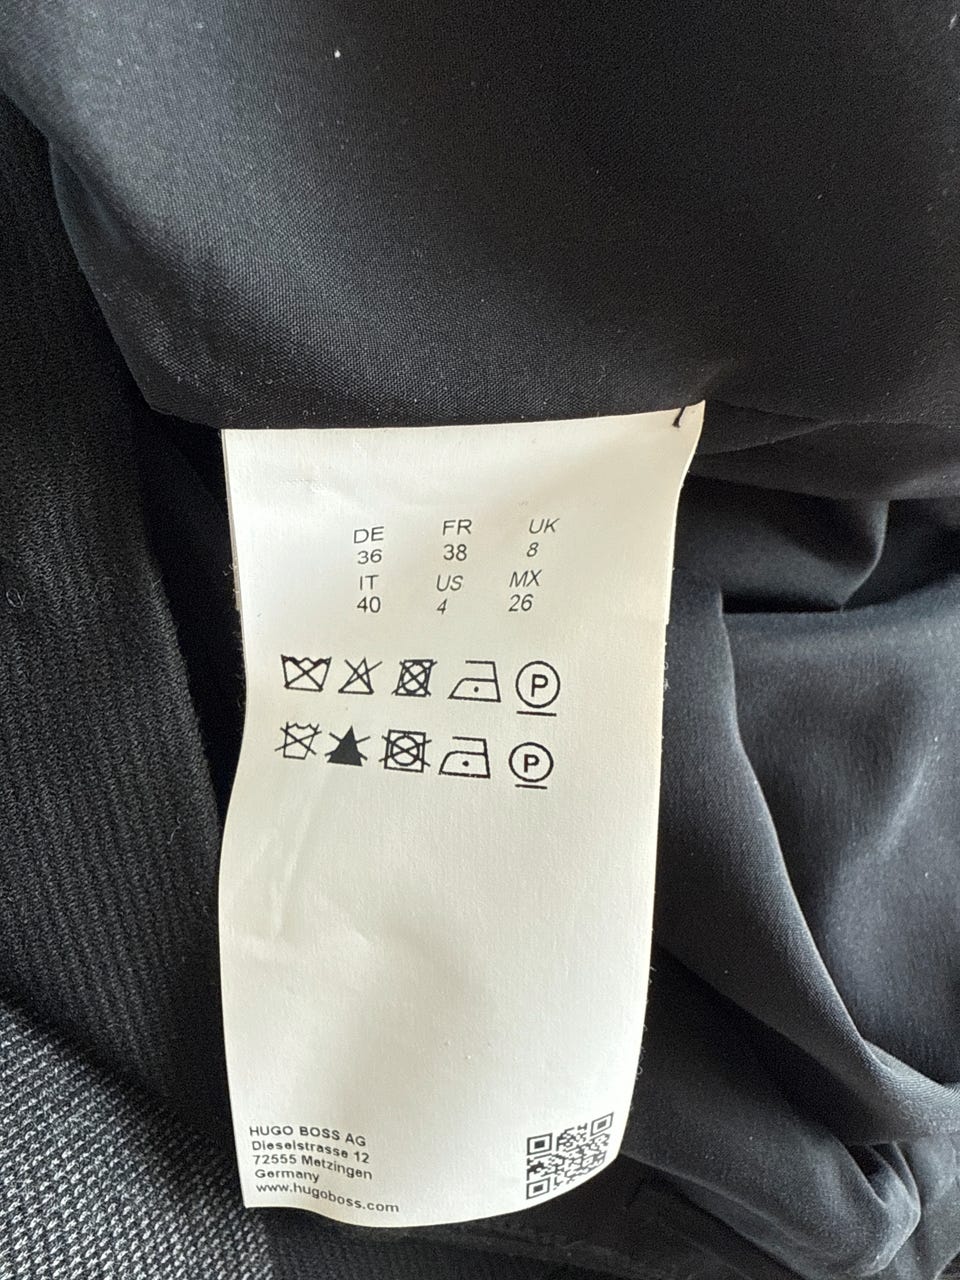 DE FR UK
36 38 8
IT US MX
40 4 26
P
P
HUGO BOSS AG
Dieselstrasse 12
72555 Metzingen
Germany
www.hugoboss.com